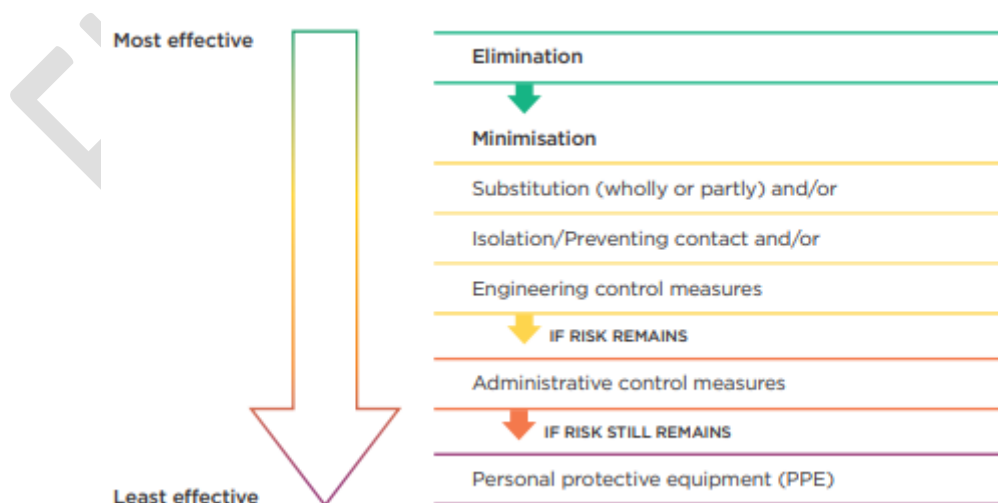 Most effective
Elimination
Minimisation
Substitution (wholly or partly) and/or
Isolation/Preventing contact and/or
Engineering control measures
IF RISK REMAINS
Administrative control measures
IF RISK STILL REMAINS
Personal protective equipment (PPE)
Least effective